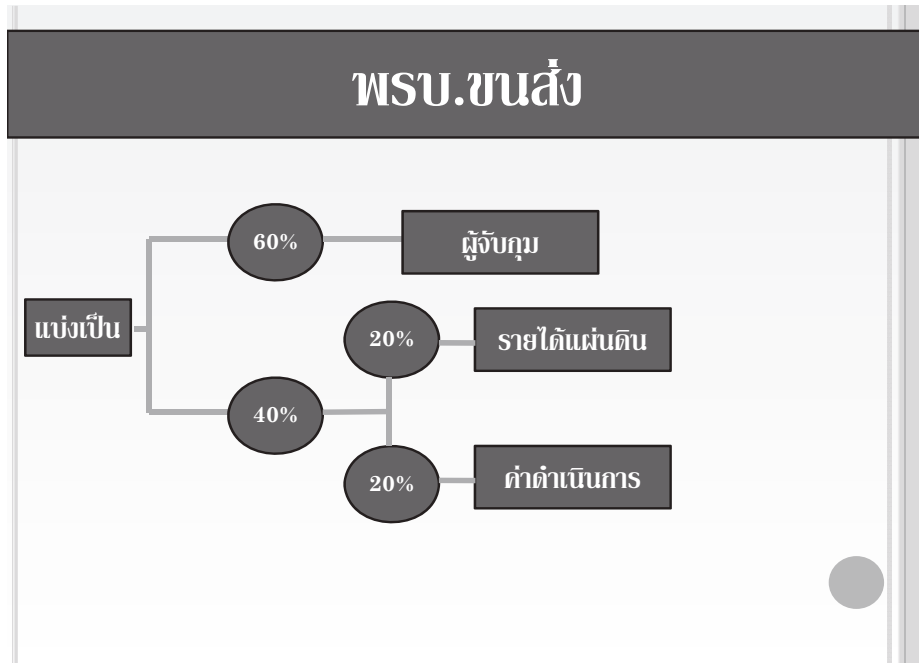 พรบ.ขนส่ง
60%
ผู้จับกุม
แบ่งเป็น
20%
รายได้แผ่นดิน
40%
20%
ค่าดำเนินการ